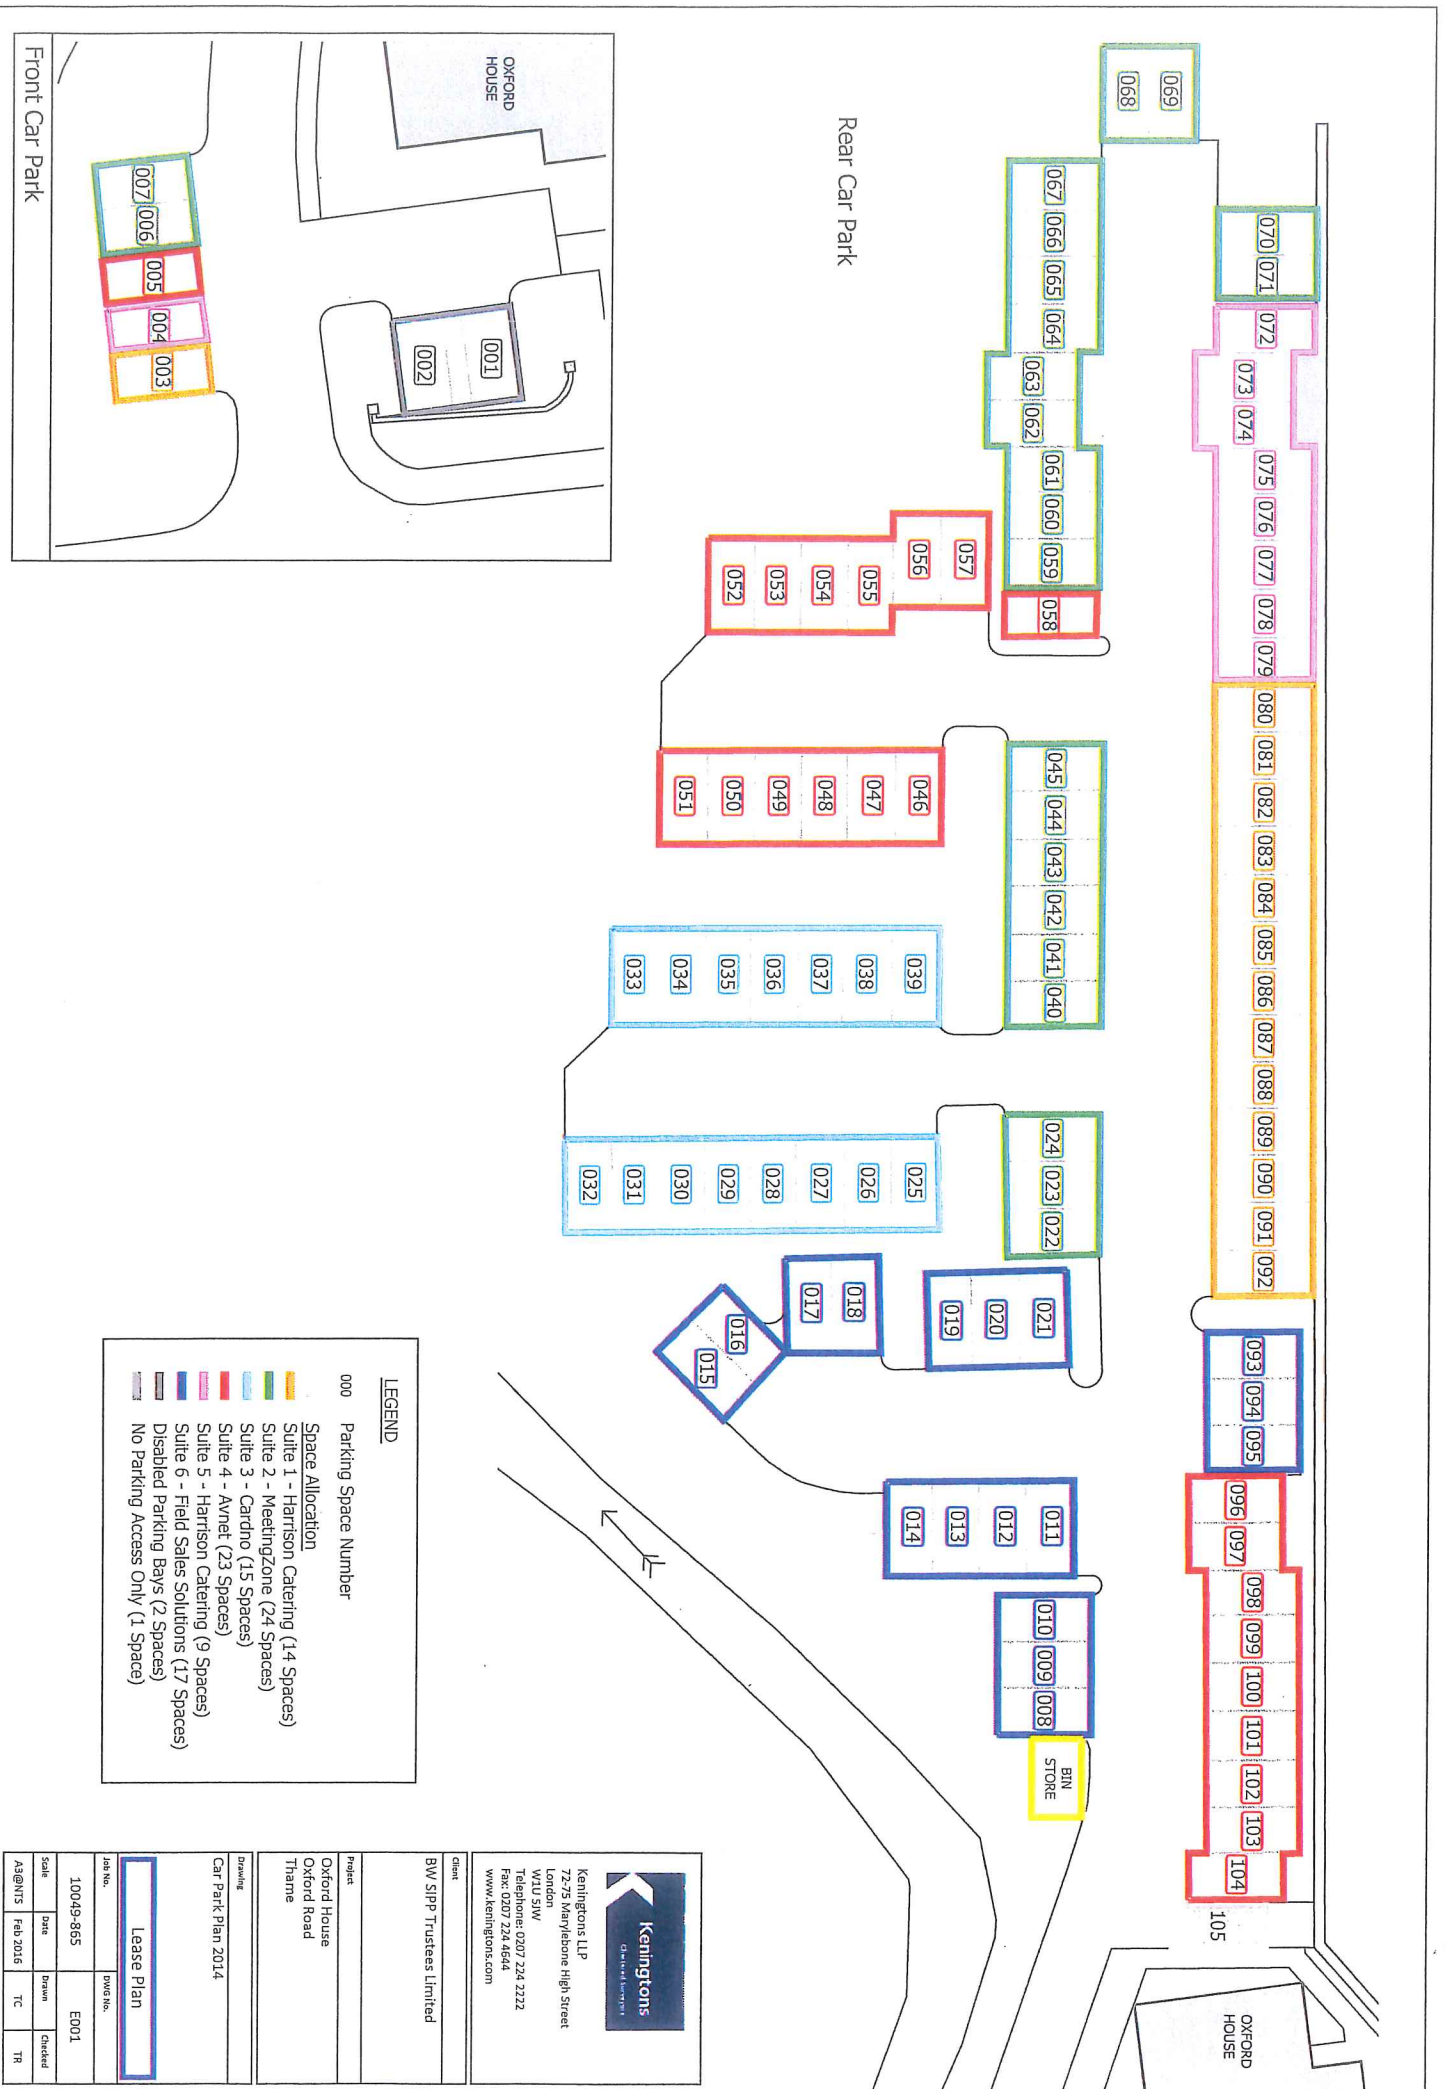 Rear Car Park
069
068
070
071
072
073
074
075
076
077
078
079
080
081
082
083
084
085
086
087
088
089
090
091
092
093
094
095
096
097
098
099
100
101
102
103
104
105
OXFORD
HOUSE
067
066
065
064
063
062
061
060
059
058
057
056
055
054
053
052
045
044
043
042
041
040
046
047
048
049
050
051
039
038
037
036
035
034
033
024
023
022
025
026
027
028
029
030
031
032
021
020
019
018
017
016
015
011
012
013
014
010
009
008
BIN
STORE
OXFORD
HOUSE
001
002
007
006
005
004
003
Front Car Park
LEGEND
000 Parking Space Number
Space Allocation
Suite 1 - Harrison Catering (14 Spaces)
Suite 2 - MeetingZone (24 Spaces)
Suite 3 - Cardno (15 Spaces)
Suite 4 - Avnet (23 Spaces)
Suite 5 - Harrison Catering (9 Spaces)
Suite 6 - Field Sales Solutions (17 Spaces)
Disabled Parking Bays (2 Spaces)
No Parking Access Only (1 Space)
Keningtons
Chartered Surveyors
Keningtons LLP
72-75 Marylebone High Street
London
W1U 5JW
Telephone: 0207 224 2222
Fax: 0207 224 4644
www.keningtons.com
Client
BW SIPP Trustees Limited
Project
Oxford House
Oxford Road
Thame
Drawing
Car Park Plan 2014
Lease Plan
Job No. DWG No.
10049-865 ED01
Scale Date Drawn Checked
A3@NTS Feb 2016 TC TR